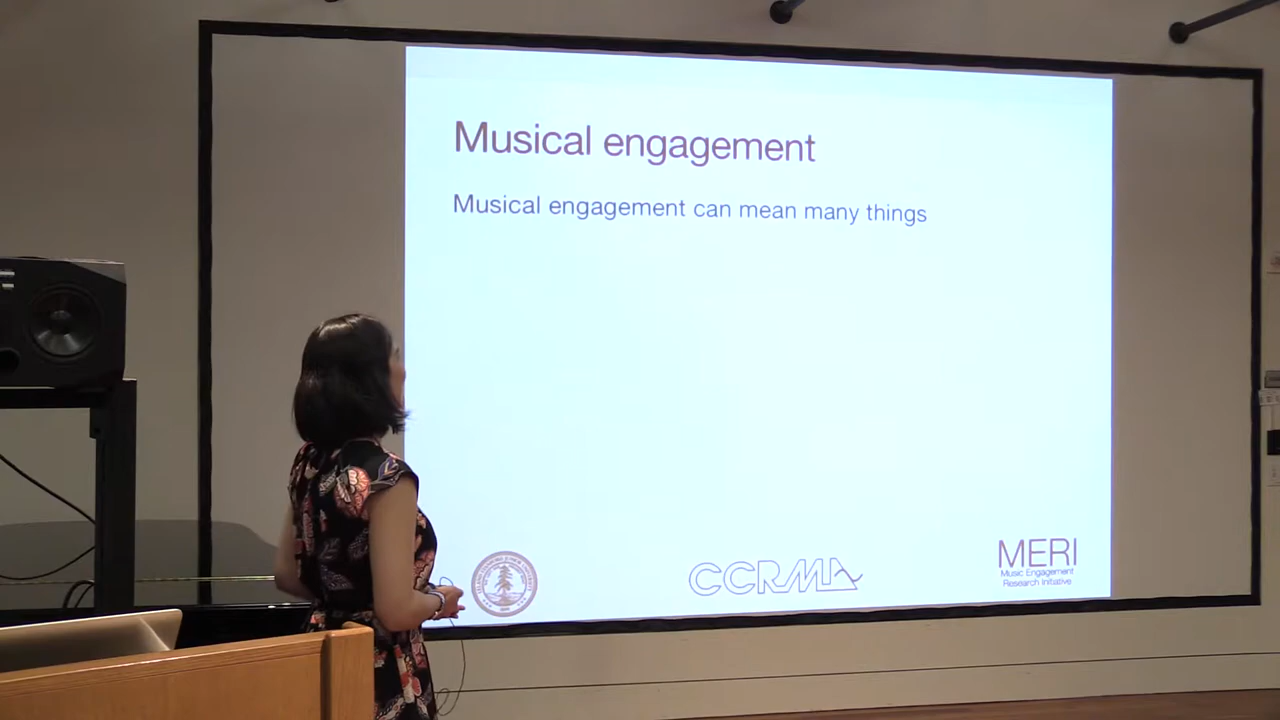 Musical engagement
Musical engagement can mean many things
CCRMA
MERI
Music Engagement
Research Initiative